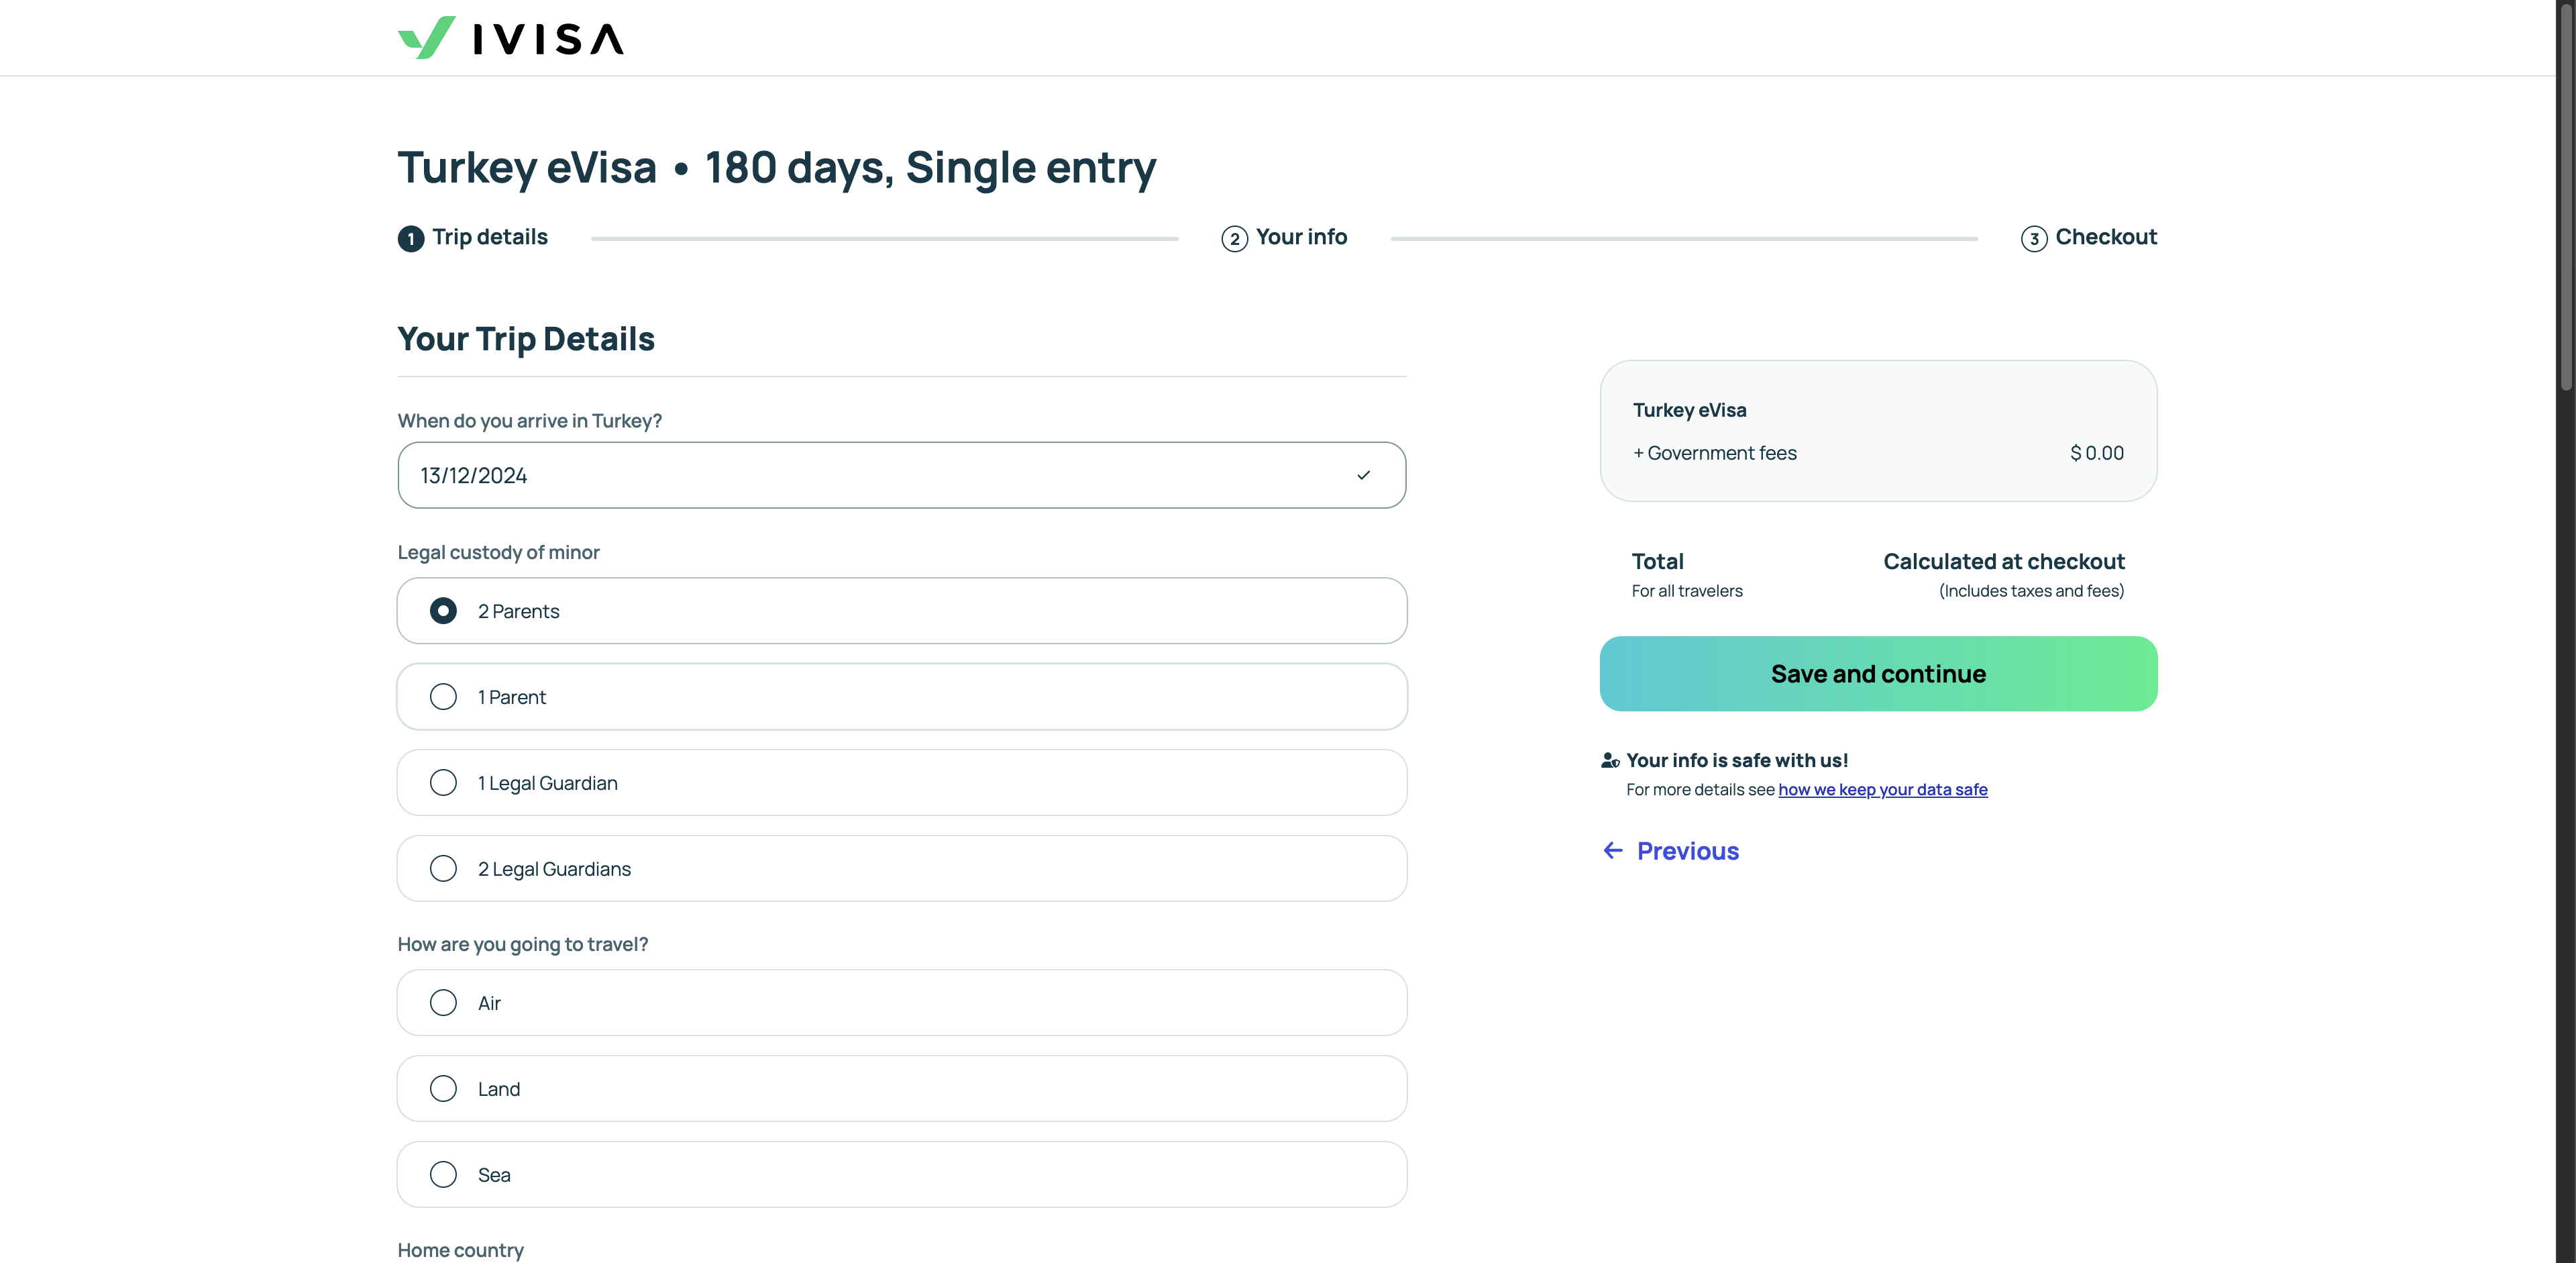 IVISA
Turkey eVisa • 180 days, Single entry
1 Trip details
2 Your info
3 Checkout
Your Trip Details
When do you arrive in Turkey?
13/12/2024
Legal custody of minor
2 Parents
1 Parent
1 Legal Guardian
2 Legal Guardians
How are you going to travel?
Air
Land
Sea
Home country
Turkey eVisa
+ Government fees $ 0.00
Total Calculated at checkout
For all travelers (Includes taxes and fees)
Save and continue
Your info is safe with us!
For more details see how we keep your data safe
← Previous